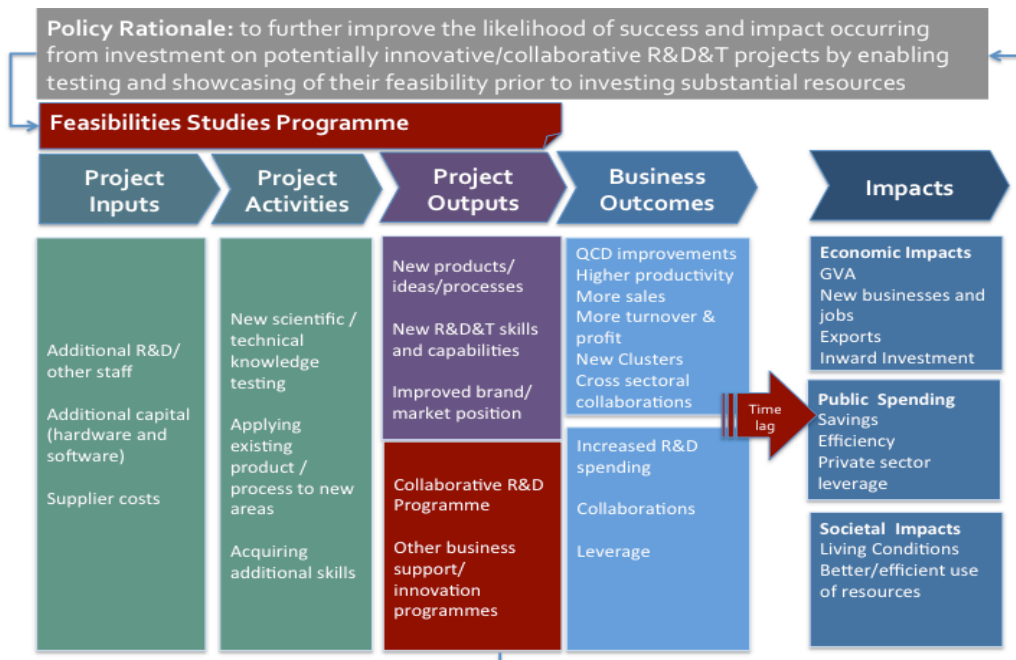 Policy Rationale: to further improve the likelihood of success and impact occurring
from investment on potentially innovative/collaborative R&D&T projects by enabling
testing and showcasing of their feasibility prior to investing substantial resources
Feasibilities Studies Programme
Project
Inputs
Project
Activities
Project
Outputs
Business
Outcomes
Impacts
Additional R&D/
other staff
Additional capital
(hardware and
software)
Supplier costs
New scientific /
technical
knowledge
testing
Applying
existing
product /
process to new
areas
Acquiring
additional skills
New products/
ideas/processes
New R&D&T skills
and capabilities
Improved brand/
market position
Collaborative R&D
Programme
Other business
support/
innovation
programmes
QCD improvements
Higher productivity
More sales
More turnover &
profit
New Clusters
Cross sectoral
collaborations
Increased R&D
spending
Collaborations
Leverage
Time
lag
Economic Impacts
GVA
New businesses and
jobs
Exports
Inward Investment
Public Spending
Savings
Efficiency
Private sector
leverage
Societal Impacts
Living Conditions
Better/efficient use
of resources